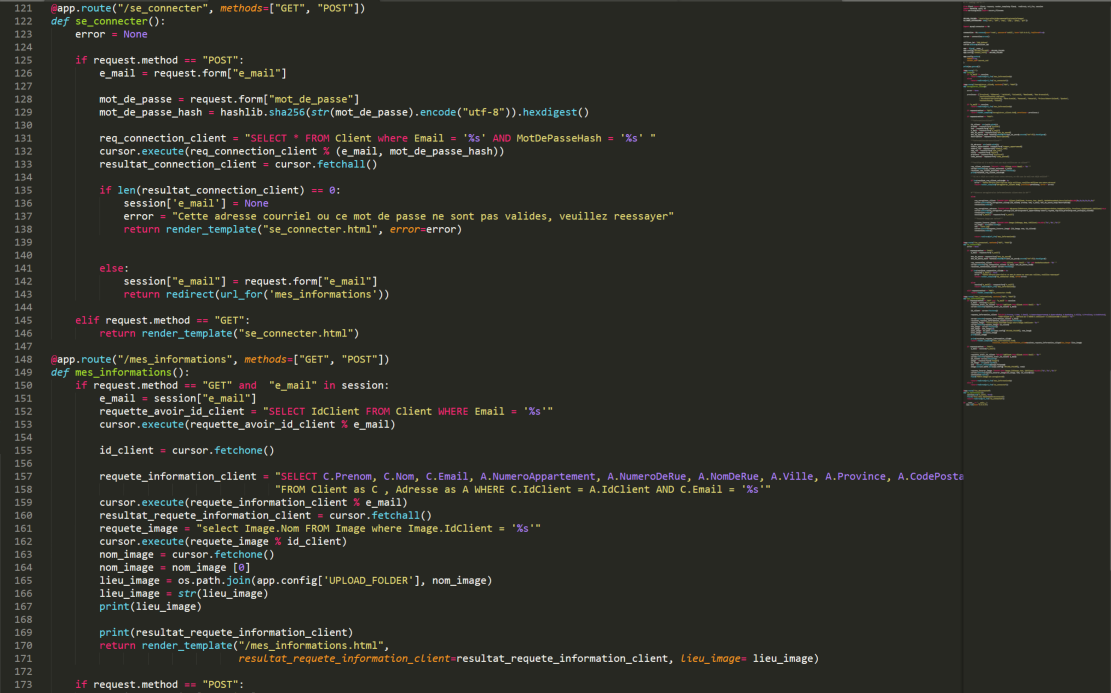 121 @app.route("/se_connecter", methods=["GET", "POST"])
122 def se_connecter():
123     error = None
124
125     if request.method == "POST":
126         e_mail = request.form["e_mail"]
127
128         mot_de_passe = request.form["mot_de_passe"]
129         mot_de_passe_hash = hashlib.sha256(str(mot_de_passe).encode("utf-8")).hexdigest()
130
131         req_connection_client = "SELECT * FROM Client where Email = '%s' AND MotDePasseHash = '%s' "
132         cursor.execute(req_connection_client % (e_mail, mot_de_passe_hash))
133         resultat_connection_client = cursor.fetchall()
134
135         if len(resultat_connection_client) == 0:
136             session['e_mail'] = None
137             error = "Cette adresse courriel ou ce mot de passe ne sont pas valides, veuillez reessayer"
138             return render_template("se_connecter.html", error=error)
139
140
141         else:
142             session["e_mail"] = request.form["e_mail"]
143             return redirect(url_for('mes_informations'))
144
145     elif request.method == "GET":
146         return render_template("se_connecter.html")
147
148 @app.route("/mes_informations", methods=["GET", "POST"])
149 def mes_informations():
150     if request.method == "GET" and  "e_mail" in session:
151         e_mail = session["e_mail"]
152         requette_avoir_id_client = "SELECT IdClient FROM Client WHERE Email = '%s'"
153         cursor.execute(requette_avoir_id_client % e_mail)
154
155         id_client = cursor.fetchone()
156
157         requete_information_client = "SELECT C.Prenom, C.Nom, C.Email, A.NumeroAppartement, A.NumeroDeRue, A.NomDeRue, A.Ville, A.Province, A.CodePosta
158                                     "FROM Client as C , Adresse as A WHERE C.IdClient = A.IdClient AND C.Email = '%s'"
159         cursor.execute(requete_information_client % e_mail)
160         resultat_requete_information_client = cursor.fetchall()
161         requete_image = "select Image.Nom FROM Image where Image.IdClient = '%s'"
162         cursor.execute(requete_image % id_client)
163         nom_image = cursor.fetchone()
164         nom_image = nom_image [0]
165         lieu_image = os.path.join(app.config['UPLOAD_FOLDER'], nom_image)
166         lieu_image = str(lieu_image)
167         print(lieu_image)
168
169         print(resultat_requete_information_client)
170         return render_template("/mes_informations.html",
171                               resultat_requete_information_client=resultat_requete_information_client, lieu_image= lieu_image)
172
173     if request.method == "POST":